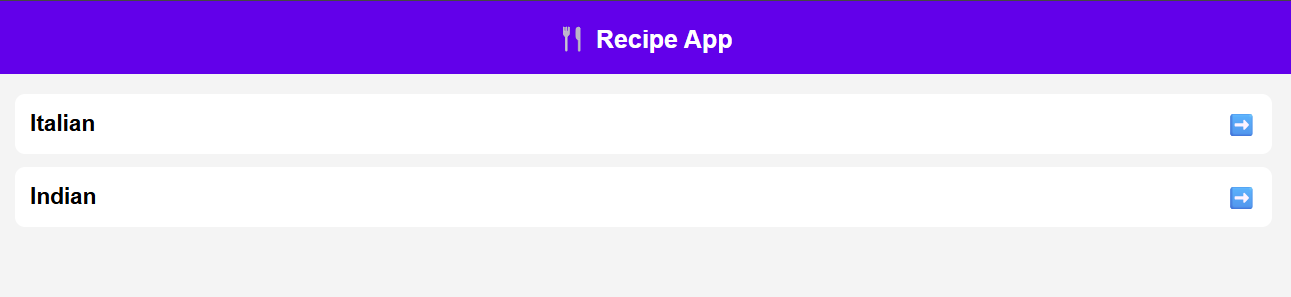 🍴 Recipe App
Italian ➡️
Indian ➡️